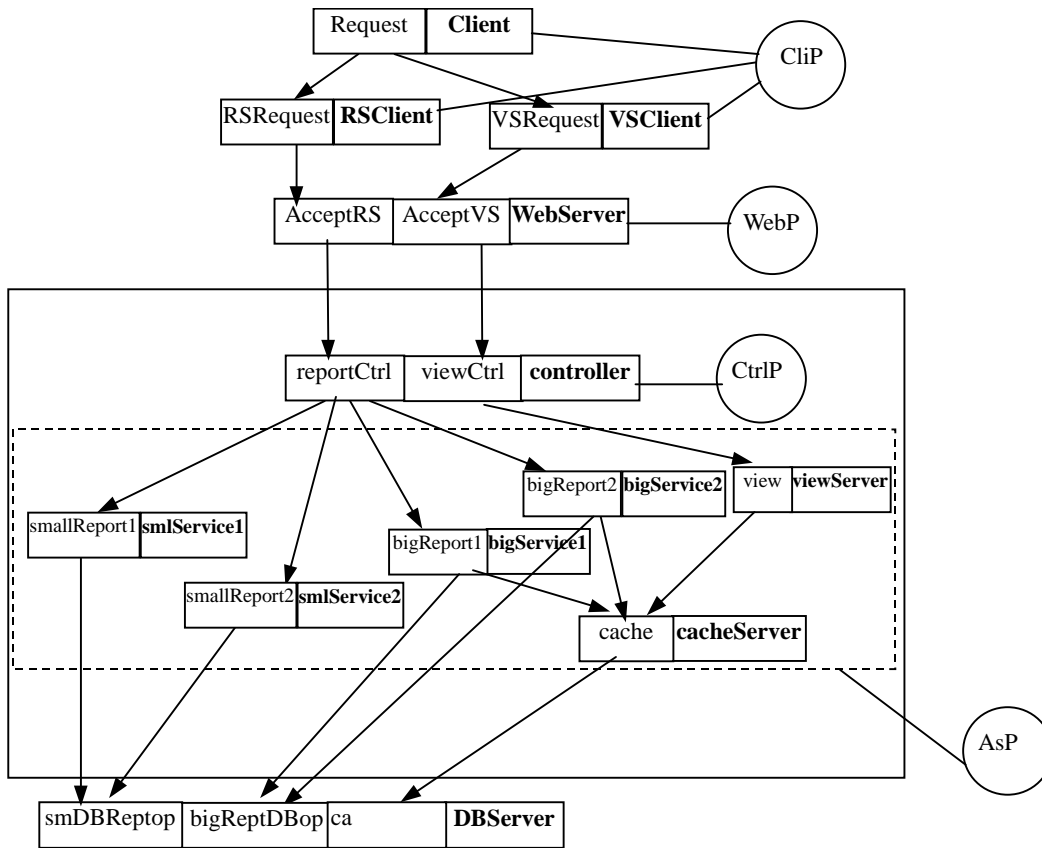 Request Client
CliP
RSRequest RSClient
VSRequest VSClient
AcceptRS AcceptVS WebServer
WebP
reportCtrl viewCtrl controller
CtrlP
bigReport2 bigService2
view viewServer
smallReport1 smlService1
bigReport1 bigService1
smallReport2 smlService2
cache cacheServer
AsP
smDBReptop bigReptDBop ca DBServer